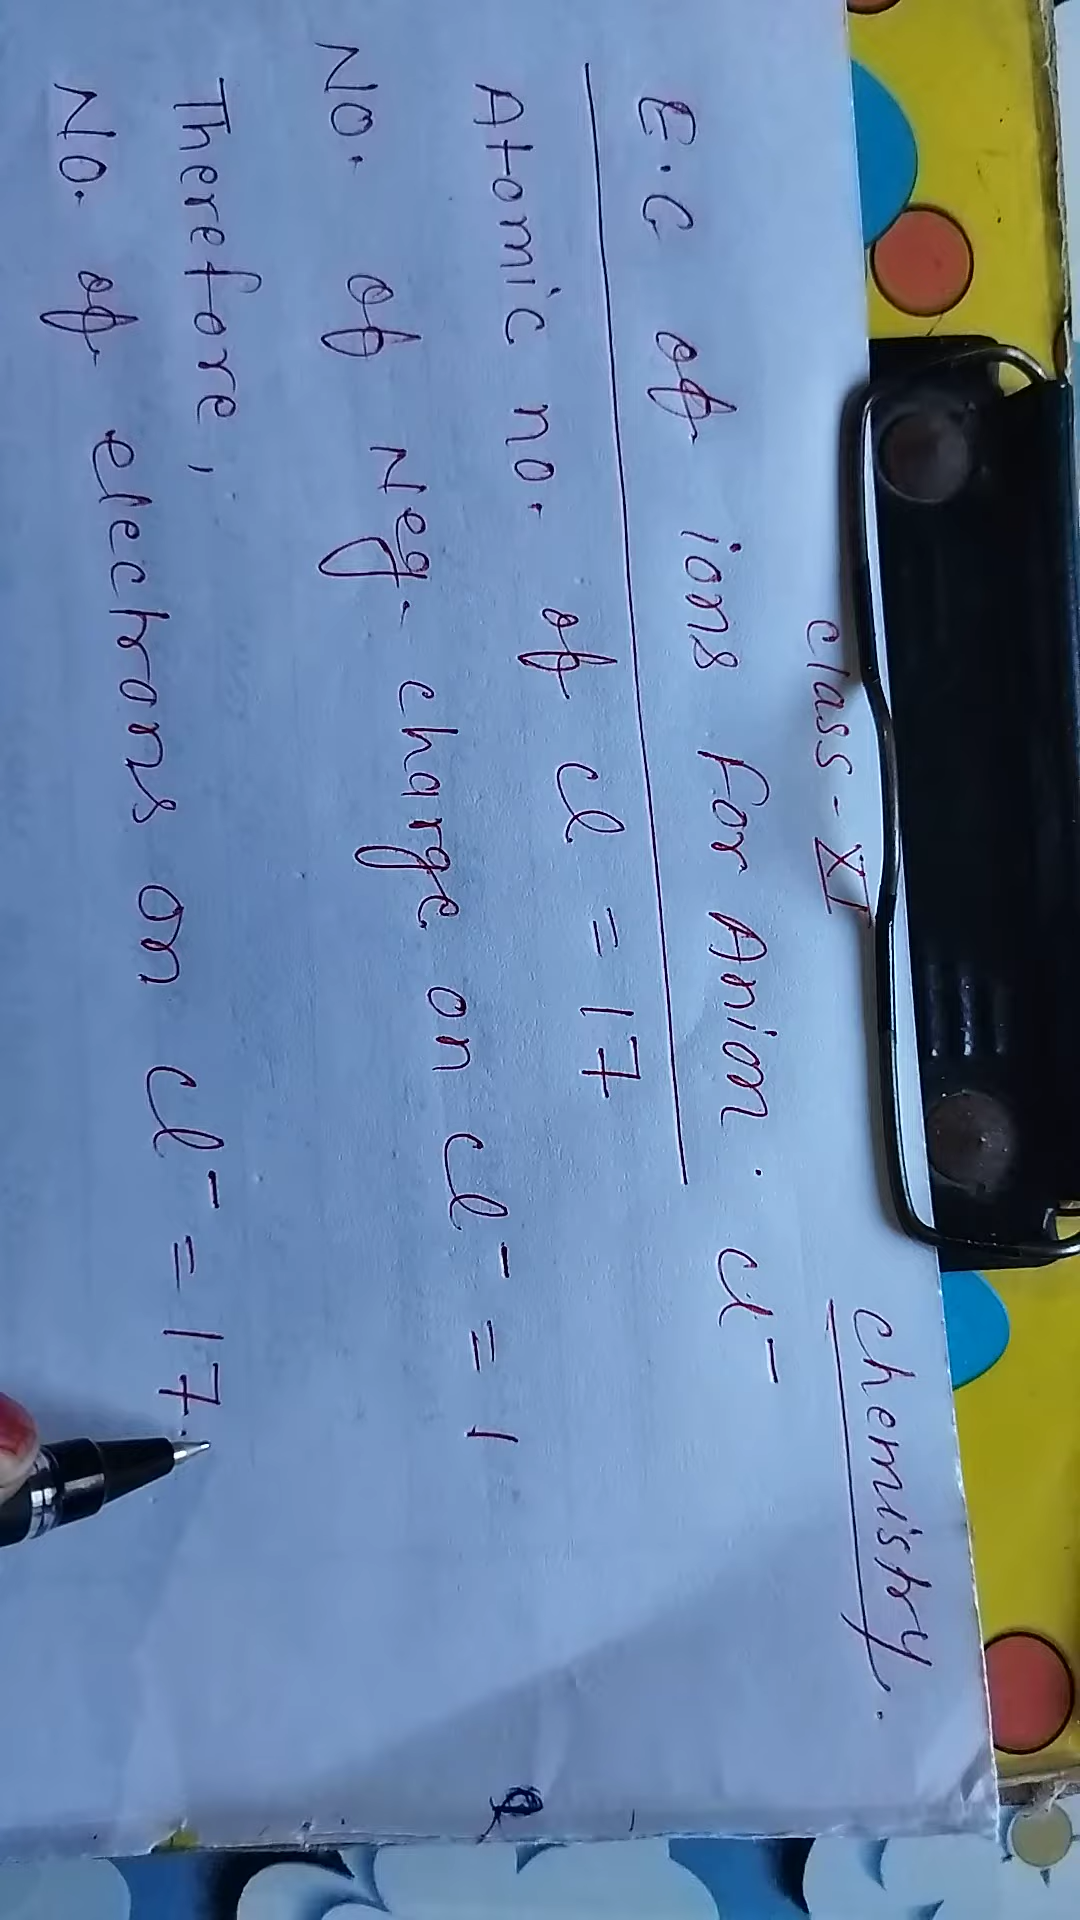 Class - XI
Chemistry.
E.C of ions for Anion. Cl⁻
Atomic no. of Cl = 17
No. of Neg. charge on Cl⁻ = 1
Therefore,
No. of electrons on Cl⁻ = 17